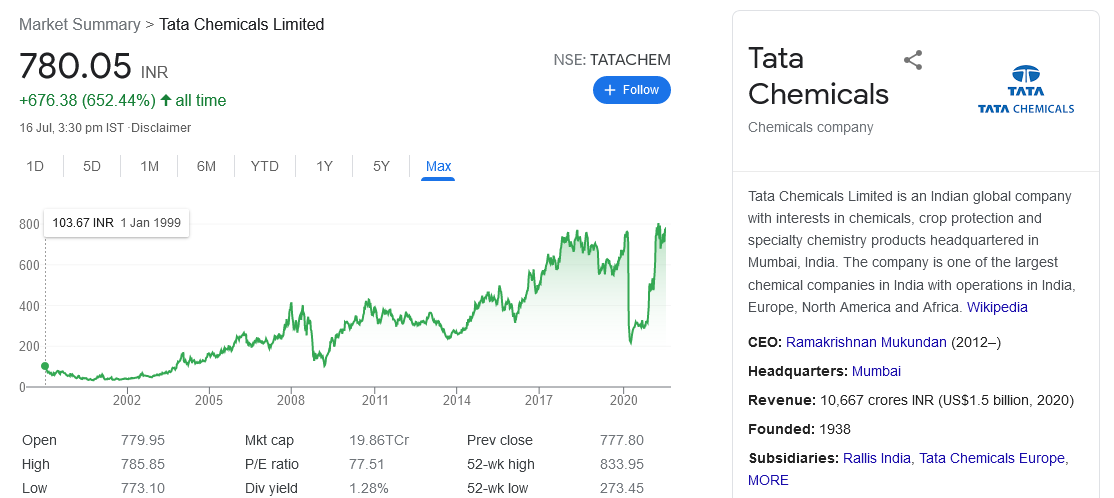 Market Summary > Tata Chemicals Limited
780.05 INR
+676.38 (652.44%) ↑ all time
16 Jul, 3:30 pm IST · Disclaimer
NSE: TATACHEM
+ Follow
1D 5D 1M 6M YTD 1Y 5Y Max
103.67 INR 1 Jan 1999
800
600
400
200
0
2002 2005 2008 2011 2014 2017 2020
Open 779.95 Mkt cap 19.86TCr Prev close 777.80
High 785.85 P/E ratio 77.51 52-wk high 833.95
Low 773.10 Div yield 1.28% 52-wk low 273.45
Tata
Chemicals
Chemicals company
TATA
TATA CHEMICALS
Tata Chemicals Limited is an Indian global company
with interests in chemicals, crop protection and
specialty chemistry products headquartered in
Mumbai, India. The company is one of the largest
chemical companies in India with operations in India,
Europe, North America and Africa. Wikipedia
CEO: Ramakrishnan Mukundan (2012–)
Headquarters: Mumbai
Revenue: 10,667 crores INR (US$1.5 billion, 2020)
Founded: 1938
Subsidiaries: Rallis India, Tata Chemicals Europe,
MORE